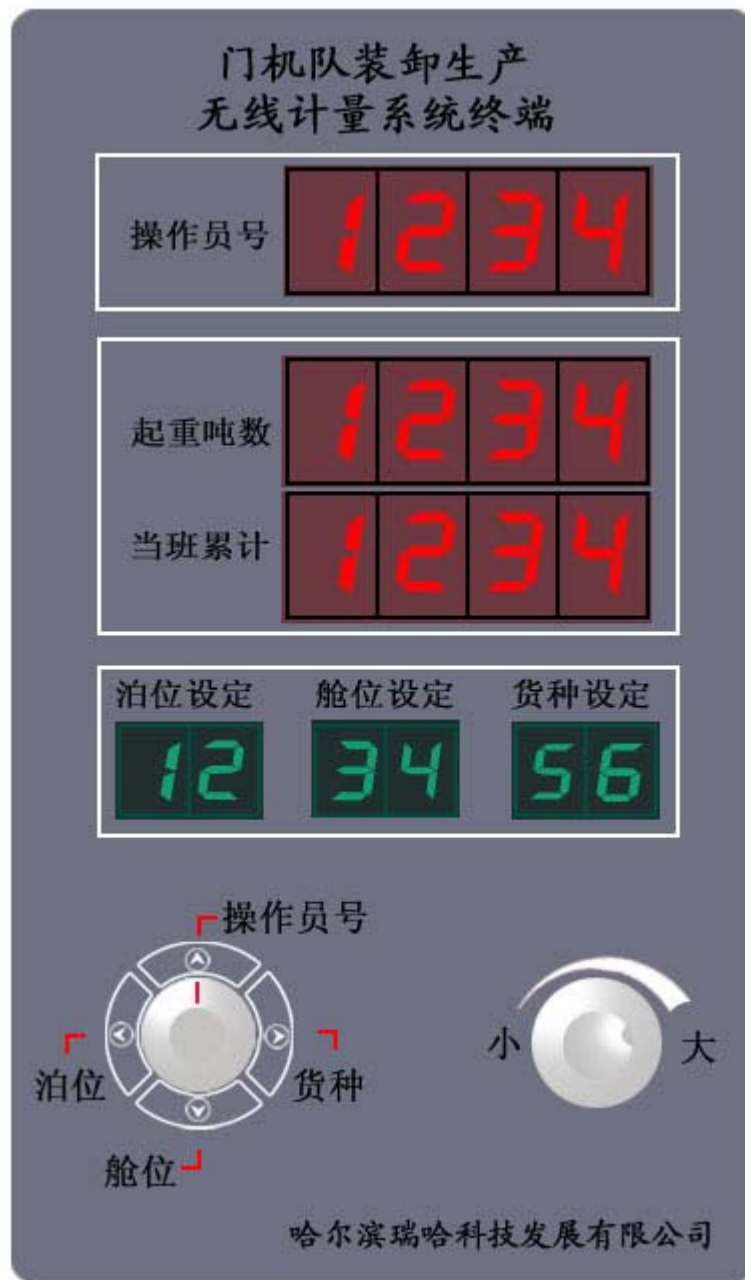 门机队装卸生产
无线计量系统终端
操作员号 1234
起重吨数 1234
当班累计 1234
泊位设定 舱位设定 货种设定
12 34 56
操作员号
小 大
泊位 货种
舱位
哈尔滨瑞哈科技发展有限公司